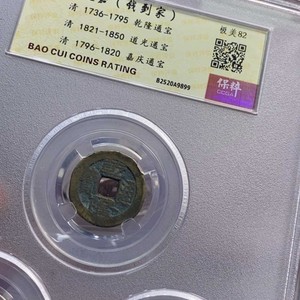 (钱到家)
极美82
清 1736-1795 乾隆通宝
清 1821-1850 道光通宝
清 1796-1820 嘉庆通宝
BAO CUI COINS RATING
B2520A9899
保粹